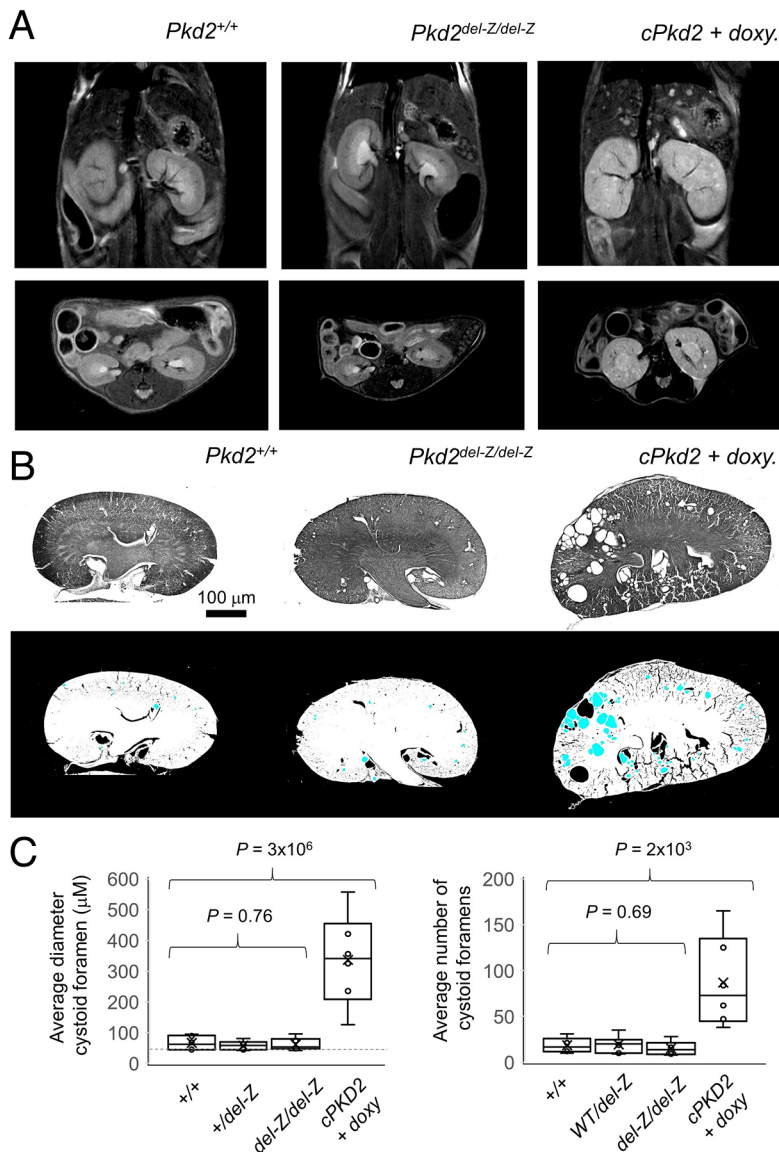 A
Pkd2+/+
Pkd2del-Z/del-Z
cPkd2 + doxy.
B
Pkd2+/+
Pkd2del-Z/del-Z
cPkd2 + doxy.
100 µm
C
P = 3x10⁶
P = 0.76
Average diameter
cystoid foramen (µM)
600
500
400
300
200
100
0
+/+
+/del-Z
del-Z/del-Z
cPKD2
+ doxy
P = 2x10³
P = 0.69
Average number of
cystoid foramens
200
150
100
50
0
+/+
WT/del-Z
del-Z/del-Z
cPKD2
+ doxy